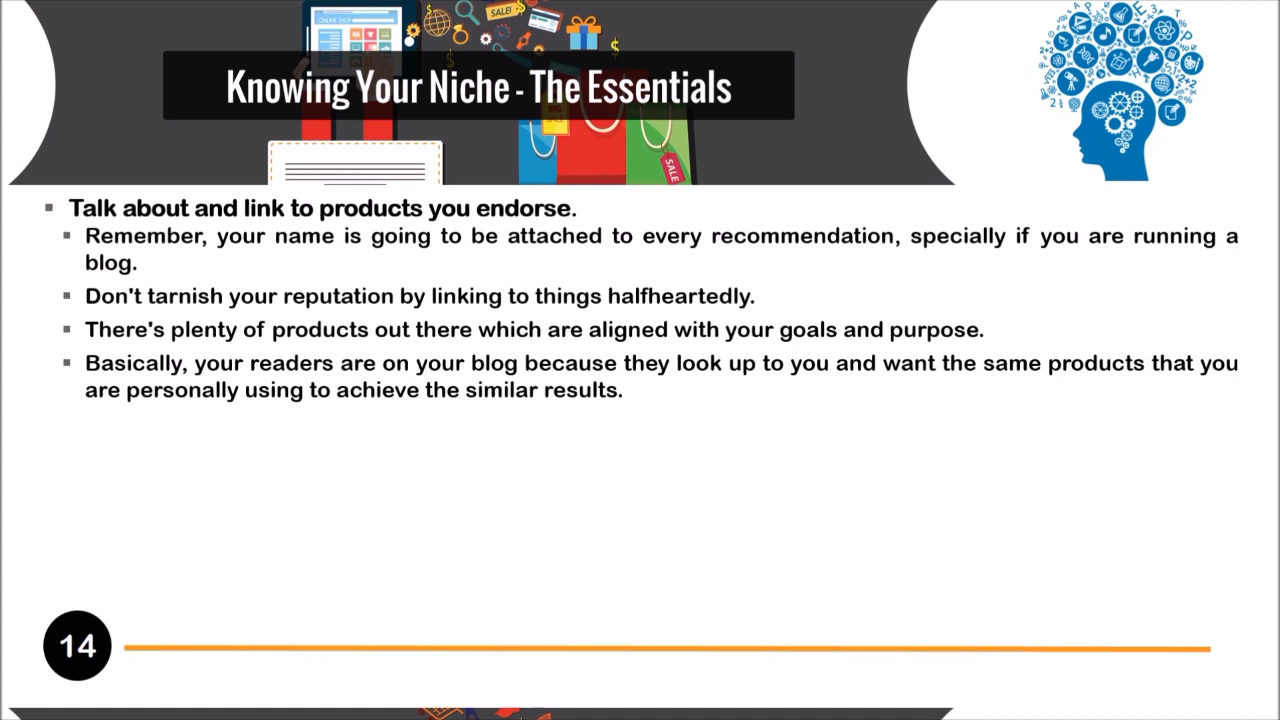 ONLINE SHOP
SALE!
Knowing Your Niche - The Essentials
SALE
Talk about and link to products you endorse.
Remember, your name is going to be attached to every recommendation, specially if you are running a
blog.
Don't tarnish your reputation by linking to things halfheartedly.
There's plenty of products out there which are aligned with your goals and purpose.
Basically, your readers are on your blog because they look up to you and want the same products that you
are personally using to achieve the similar results.
14